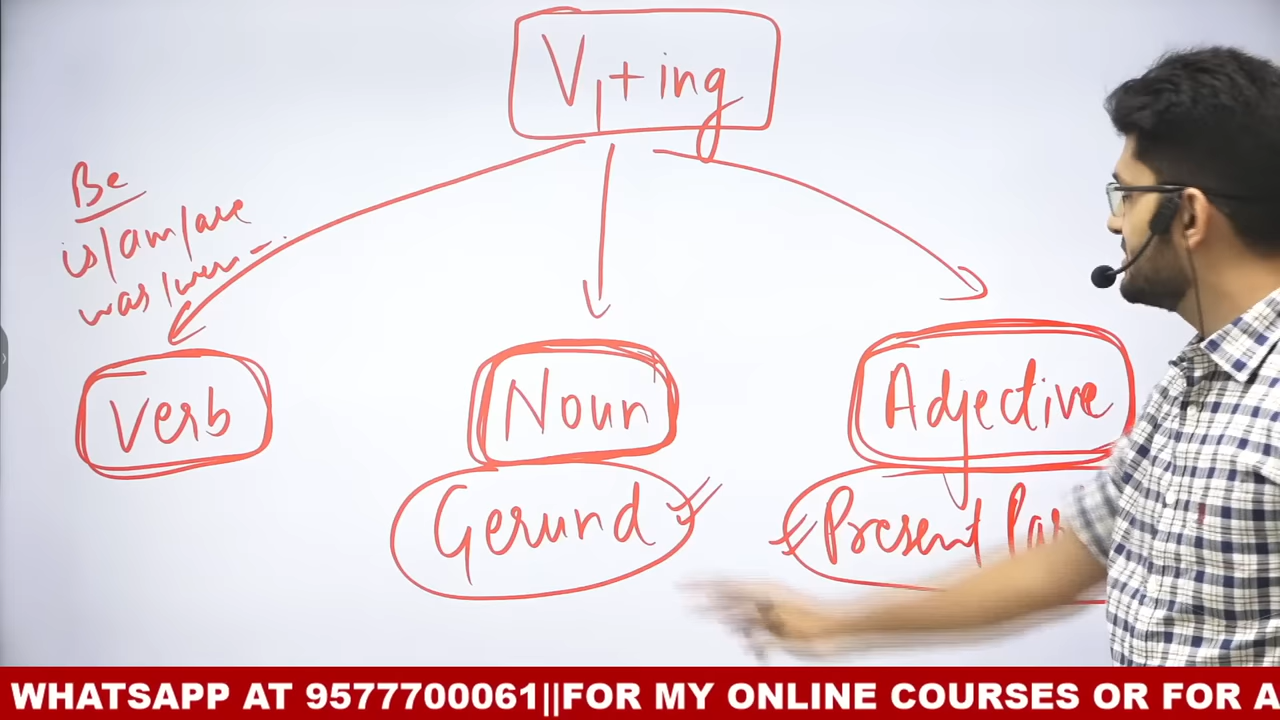 V1+ing
Be
is/am/are
was/were -
Verb
Noun
Adjective
Gerund
Present Par
WHATSAPP AT 9577700061||FOR MY ONLINE COURSES OR FOR A